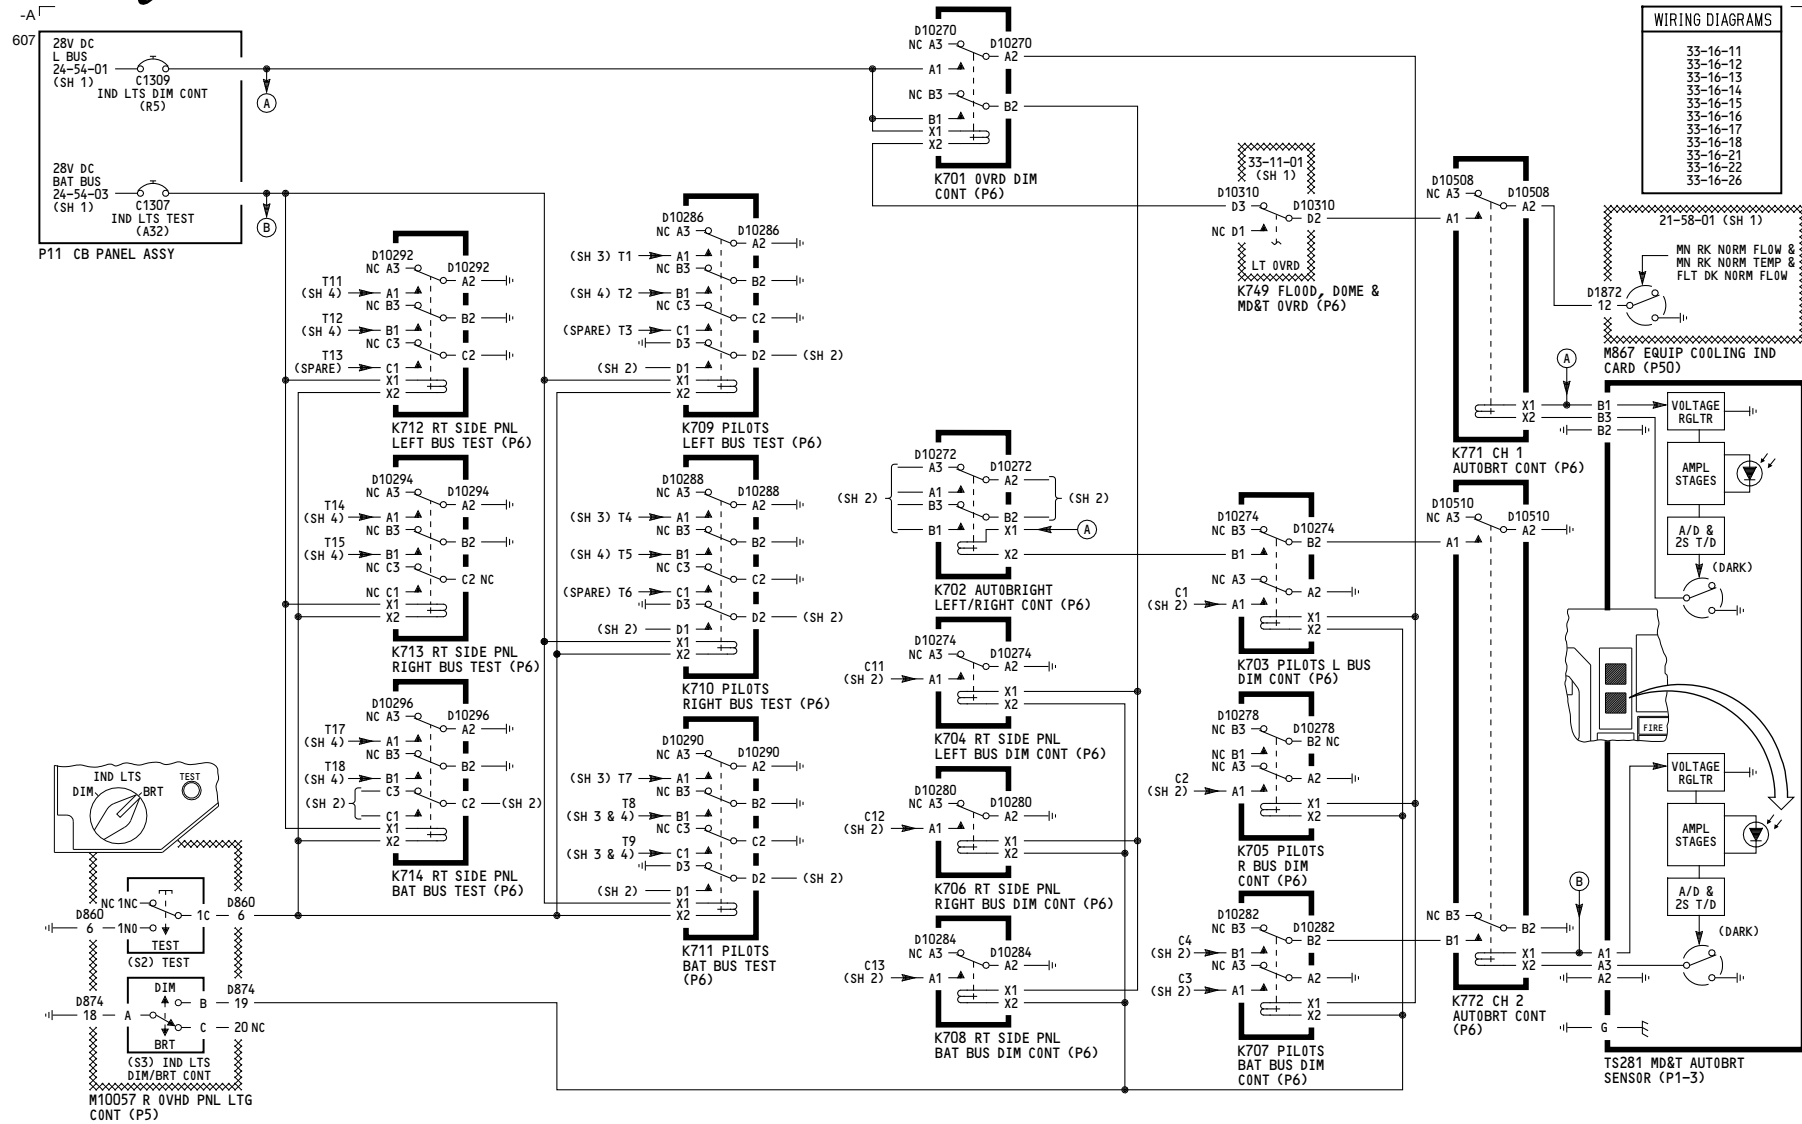 -A
607
28V DC
L BUS
24-54-01
(SH 1)
C1309
IND LTS DIM CONT
(R5)
A
28V DC
BAT BUS
24-54-03
(SH 1)
C1307
IND LTS TEST
(A32)
B
P11 CB PANEL ASSY
D10292
NC A3
D10292
A2
T11
(SH 4)
A1
NC B3
B2
T12
(SH 4)
B1
NC C3
C2
T13
(SPARE)
C1
X1
X2
K712 RT SIDE PNL
LEFT BUS TEST (P6)
D10294
NC A3
D10294
A2
T14
(SH 4)
A1
NC B3
B2
T15
(SH 4)
B1
NC C3
C2 NC
NC C1
X1
X2
K713 RT SIDE PNL
RIGHT BUS TEST (P6)
D10296
NC A3
D10296
A2
T17
(SH 4)
A1
NC B3
B2
T18
(SH 4)
B1
C3
(SH 2)
C2
(SH 2)
C1
X1
X2
K714 RT SIDE PNL
BAT BUS TEST (P6)
IND LTS
DIM
BRT
TEST
NC 1NC
D860
6
1NO
1C
D860
6
TEST
(S2) TEST
DIM
D874
18
A
B
D874
19
C
20 NC
BRT
(S3) IND LTS
DIM/BRT CONT
M10057 R OVHD PNL LTG
CONT (P5)
D10286
NC A3
D10286
A2
(SH 3) T1
A1
NC B3
B2
(SH 4) T2
B1
NC C3
C2
(SPARE) T3
C1
D3
D2
(SH 2)
(SH 2)
D1
X1
X2
K709 PILOTS
LEFT BUS TEST (P6)
D10288
NC A3
D10288
A2
(SH 3) T4
A1
NC B3
B2
(SH 4) T5
B1
NC C3
C2
(SPARE) T6
C1
D3
D2
(SH 2)
(SH 2)
D1
X1
X2
K710 PILOTS
RIGHT BUS TEST (P6)
D10290
NC A3
D10290
A2
(SH 3) T7
A1
NC B3
B2
T8
(SH 3 & 4)
B1
NC C3
C2
T9
(SH 3 & 4)
C1
D3
D2
(SH 2)
(SH 2)
D1
X1
X2
K711 PILOTS
BAT BUS TEST
(P6)
D10270
NC A3
D10270
A2
A1
NC B3
B2
B1
X1
X2
K701 OVRD DIM
CONT (P6)
D10272
A3
D10272
A2
(SH 2)
A1
B3
(SH 2)
B2
B1
X1
A
X2
K702 AUTOBRIGHT
LEFT/RIGHT CONT (P6)
D10274
NC A3
D10274
A2
C11
(SH 2)
A1
X1
X2
K704 RT SIDE PNL
LEFT BUS DIM CONT (P6)
D10280
NC A3
D10280
A2
C12
(SH 2)
A1
X1
X2
K706 RT SIDE PNL
RIGHT BUS DIM CONT (P6)
D10284
NC A3
D10284
A2
C13
(SH 2)
A1
X1
X2
K708 RT SIDE PNL
BAT BUS DIM CONT (P6)
33-11-01
(SH 1)
D10310
D3
D10310
D2
NC D1
LT OVRD
K749 FLOOD, DOME &
MD&T OVRD (P6)
D10274
NC B3
D10274
B2
B1
NC A3
A2
C1
(SH 2)
A1
X1
X2
K703 PILOTS L BUS
DIM CONT (P6)
D10278
NC B3
D10278
B2 NC
NC B1
NC A3
A2
C2
(SH 2)
A1
X1
X2
K705 PILOTS
R BUS DIM
CONT (P6)
D10282
NC B3
D10282
B2
C4
(SH 2)
B1
NC A3
A2
C3
(SH 2)
A1
X1
X2
K707 PILOTS
BAT BUS DIM
CONT (P6)
D10508
NC A3
D10508
A2
A1
X1
X2
K771 CH 1
AUTOBRT CONT (P6)
D10510
NC A3
D10510
A2
A1
NC B3
B2
B1
X1
X2
K772 CH 2
AUTOBRT CONT
(P6)
WIRING DIAGRAMS
33-16-11
33-16-12
33-16-13
33-16-14
33-16-15
33-16-16
33-16-17
33-16-18
33-16-21
33-16-22
33-16-26
21-58-01 (SH 1)
MN RK NORM FLOW &
MN RK NORM TEMP &
FLT DK NORM FLOW
D1872
12
M867 EQUIP COOLING IND
CARD (P50)
A
B1
B3
B2
VOLTAGE
RGLTR
AMPL
STAGES
A/D &
2S T/D
(DARK)
FIRE
VOLTAGE
RGLTR
AMPL
STAGES
A/D &
2S T/D
(DARK)
B
A1
A3
A2
G
TS281 MD&T AUTOBRT
SENSOR (P1-3)